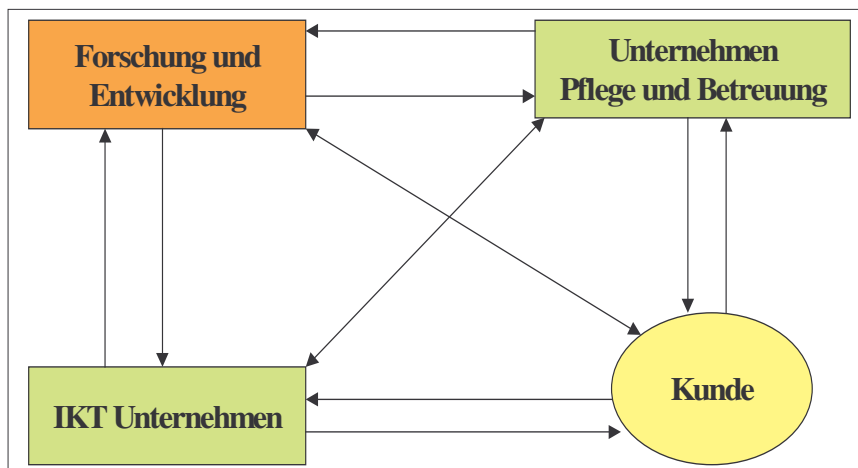 Forschung und
Entwicklung
Unternehmen
Pflege und Betreuung
IKT Unternehmen
Kunde